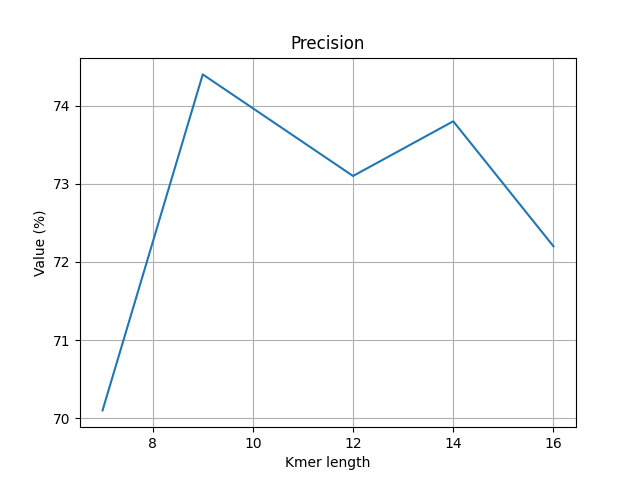 Precision
74
73
72
71
70
Value (%)
8 10 12 14 16
Kmer length